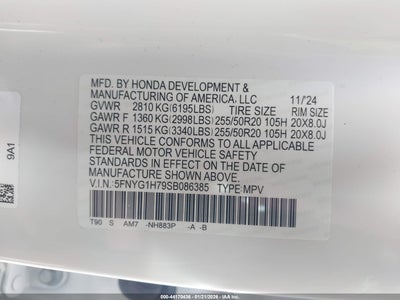 MFD. BY HONDA DEVELOPMENT &
MANUFACTURING OF AMERICA, LLC 11/'24
GVWR 2810 KG(6195LBS) TIRE SIZE RIM SIZE
GAWR F 1360 KG(2998LBS) 255/50R20 105H 20X8.0J
GAWR R 1515 KG(3340LBS) 255/50R20 105H 20X8.0J
THIS VEHICLE CONFORMS TO ALL APPLICABLE
FEDERAL MOTOR VEHICLE SAFETY
STANDARDS IN EFFECT ON THE DATE OF
MANUFACTURE SHOWN ABOVE.
V.I.N. 5FNYG1H79SB086385 TYPE:MPV
T90 S AM7 -NH883P -A -B
9A1
000-44170436 - 01/21/2026 - IAAI.COM